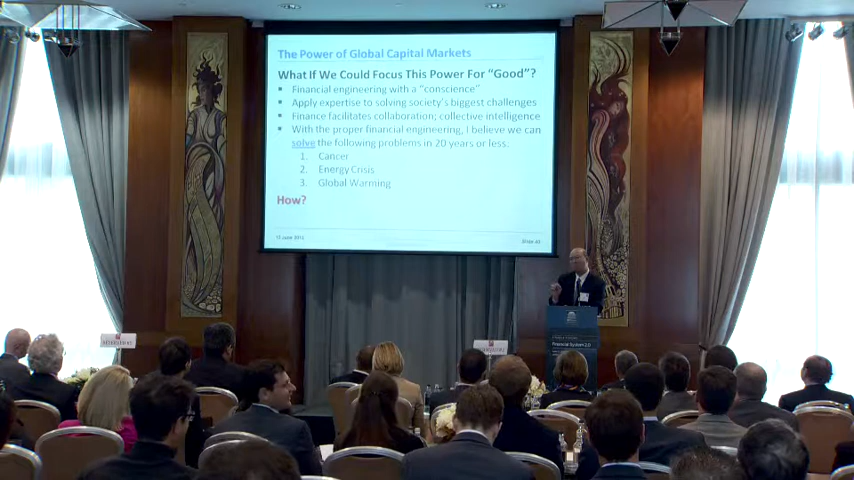 The Power of Global Capital Markets
What If We Could Focus This Power For "Good"?
Financial engineering with a "conscience"
Apply expertise to solving society's biggest challenges
Finance facilitates collaboration; collective intelligence
With the proper financial engineering, I believe we can
solve the following problems in 20 years or less:
1. Cancer
2. Energy Crisis
3. Global Warming
How?
Financial System 2.0